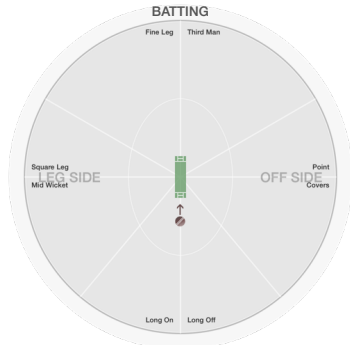 BATTING
Fine Leg
Third Man
Square Leg
Point
LEG SIDE
OFF SIDE
Mid Wicket
Covers
Long On
Long Off